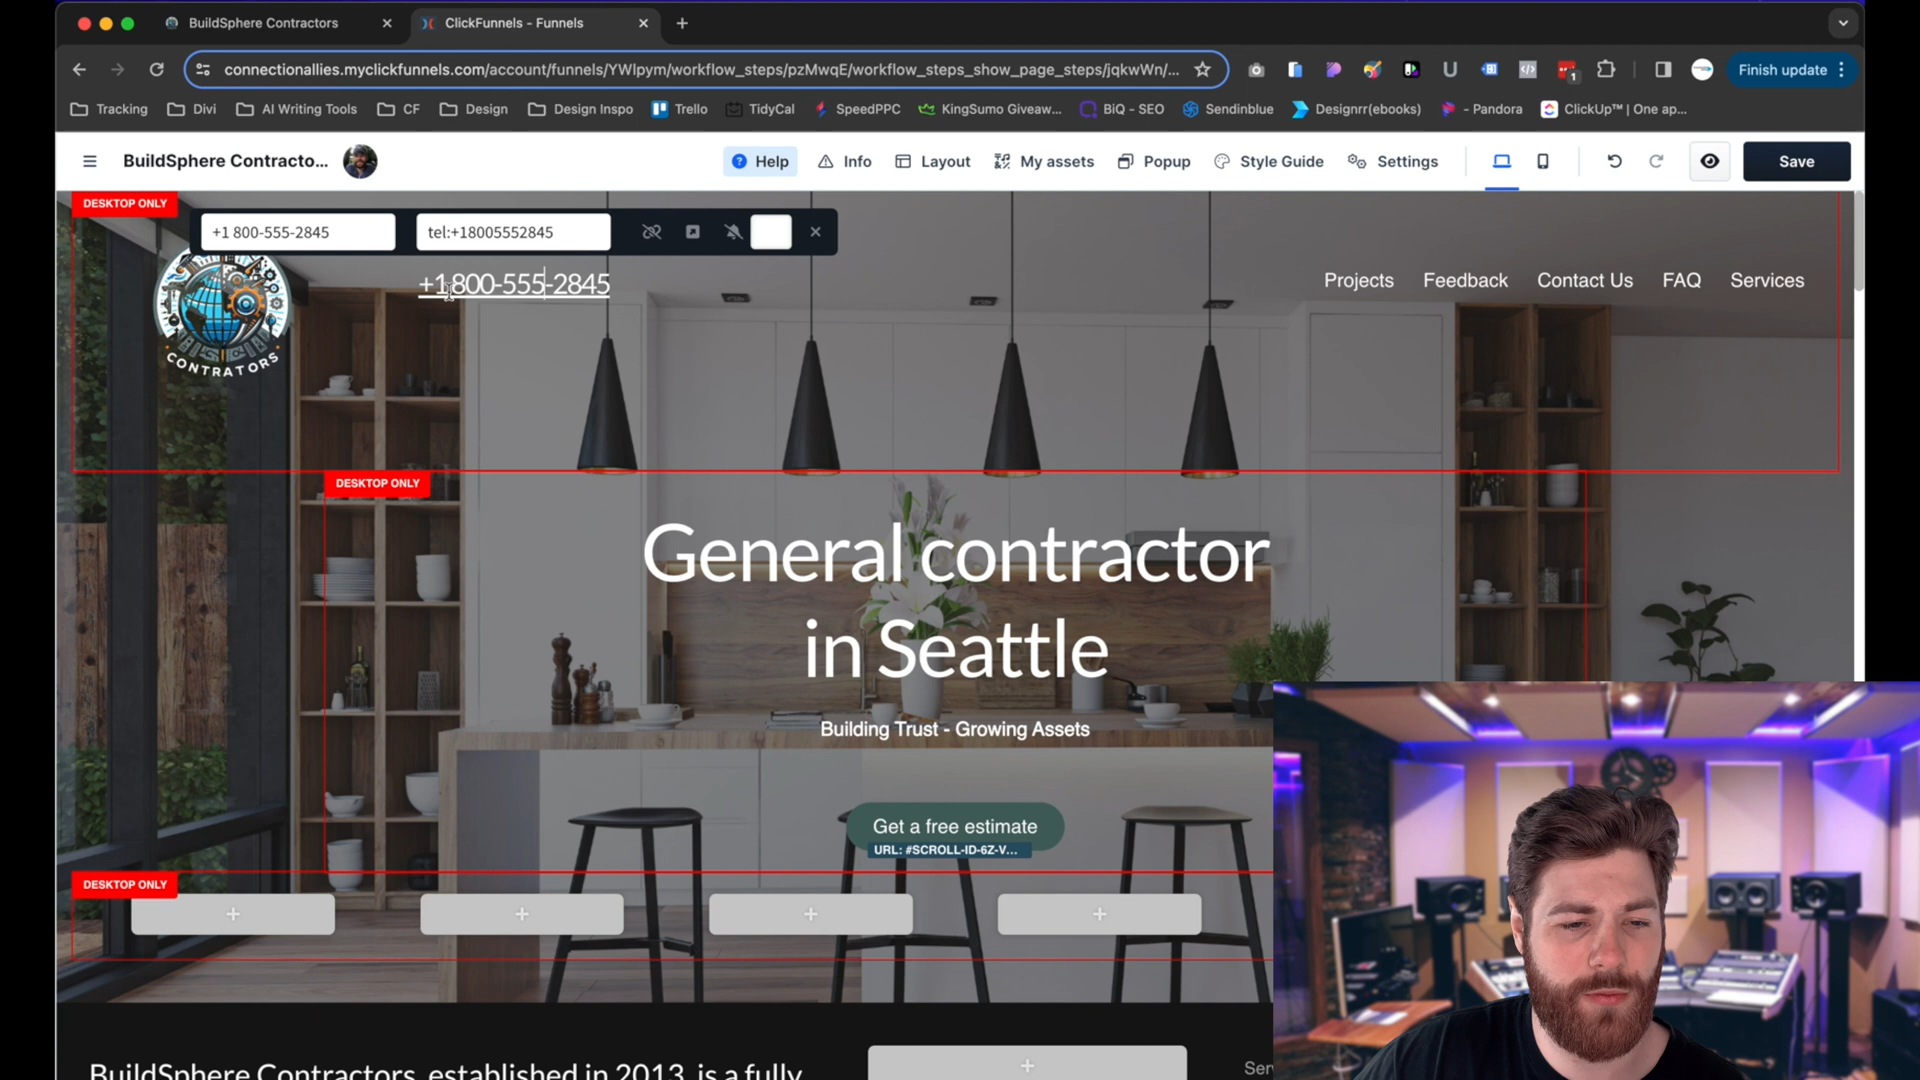 BuildSphere Contractors
ClickFunnels - Funnels
connectionallies.myclickfunnels.com/account/funnels/YWlpym/workflow_steps/pzMwqE/workflow_steps_show_page_steps/jqkwWn/...
1
Finish update
Tracking
Divi
AI Writing Tools
CF
Design
Design Inspo
Trello
TidyCal
SpeedPPC
KingSumo Giveaw...
BiQ - SEO
Sendinblue
Designrr(ebooks)
- Pandora
ClickUp™ | One ap...
BuildSphere Contracto...
Help
Info
Layout
My assets
Popup
Style Guide
Settings
Save
DESKTOP ONLY
+1 800-555-2845
tel:+18005552845
+1 800-555-2845
Projects
Feedback
Contact Us
FAQ
Services
CONTRATORS
DESKTOP ONLY
General contractor
in Seattle
Building Trust - Growing Assets
Get a free estimate
URL: #SCROLL-ID-6Z-V...
DESKTOP ONLY
BuildSphere Contractors, established in 2013, is a fully
Ser